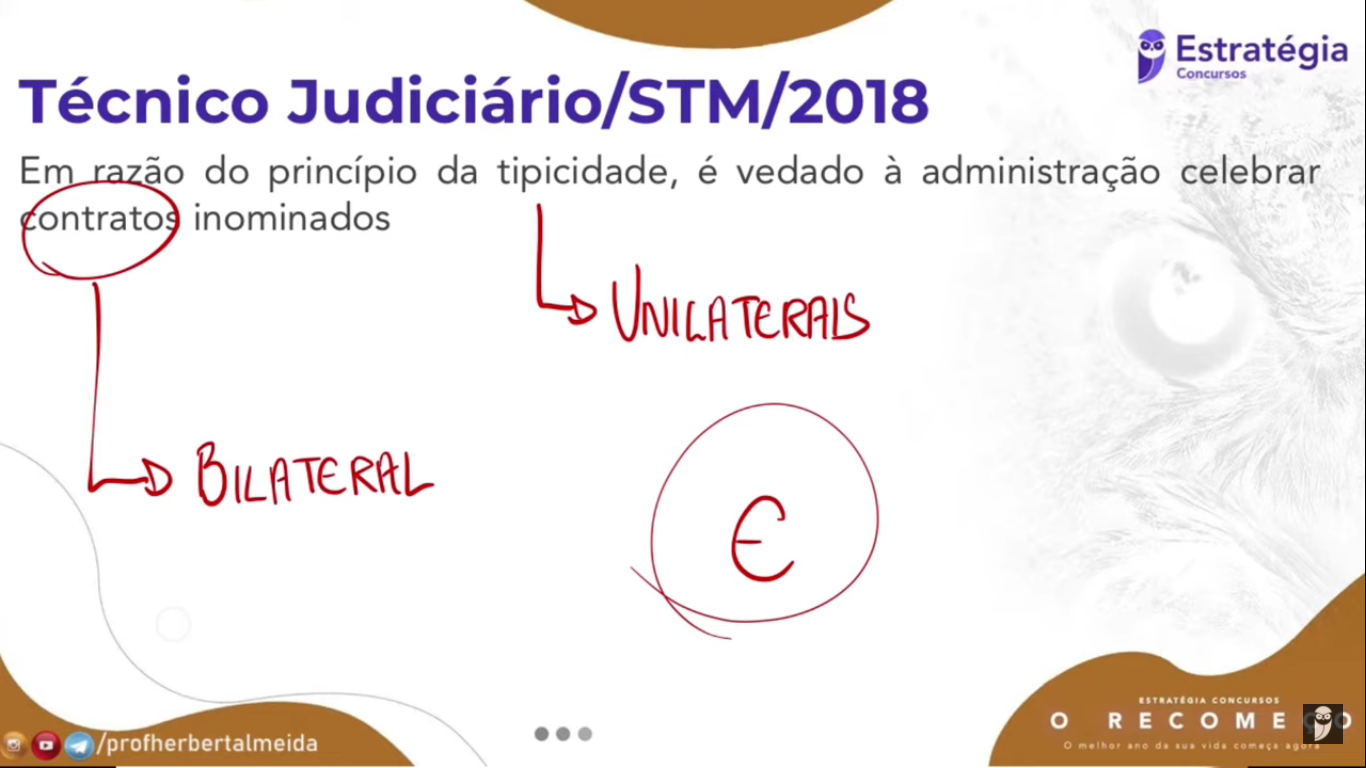 Estratégia
Concursos
Técnico Judiciário/STM/2018
Em razão do princípio da tipicidade, é vedado à administração celebrar
contratos inominados
UNILATERAIS
BILATERAL
E
/profherbertalmeida
ESTRATÉGIA CONCURSOS
O RECOMEÇO
O melhor ano da sua vida começa agora